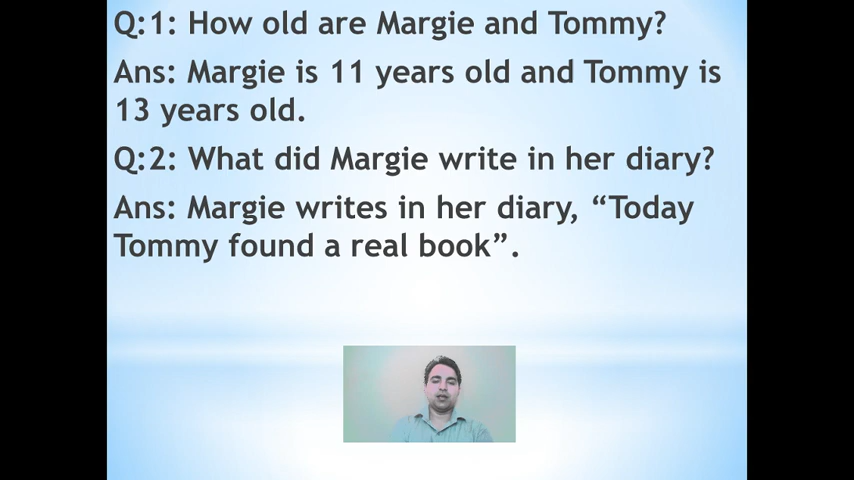 Q:1: How old are Margie and Tommy?
Ans: Margie is 11 years old and Tommy is
13 years old.
Q:2: What did Margie write in her diary?
Ans: Margie writes in her diary, “Today
Tommy found a real book”.